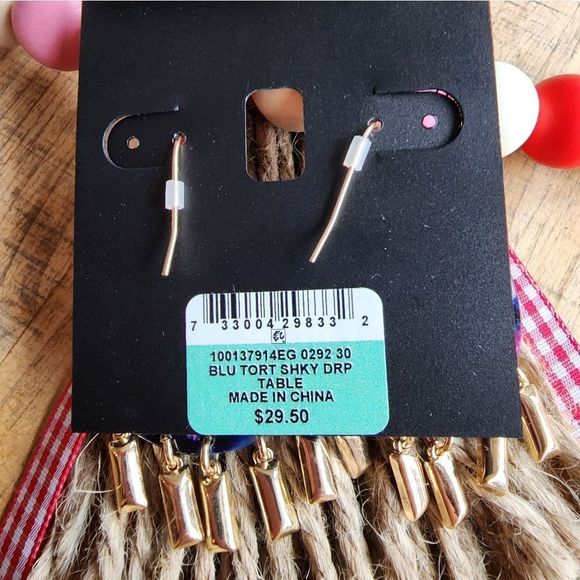 7 33004 29833 2
100137914EG 0292 30
BLU TORT SHKY DRP
TABLE
MADE IN CHINA
$29.50